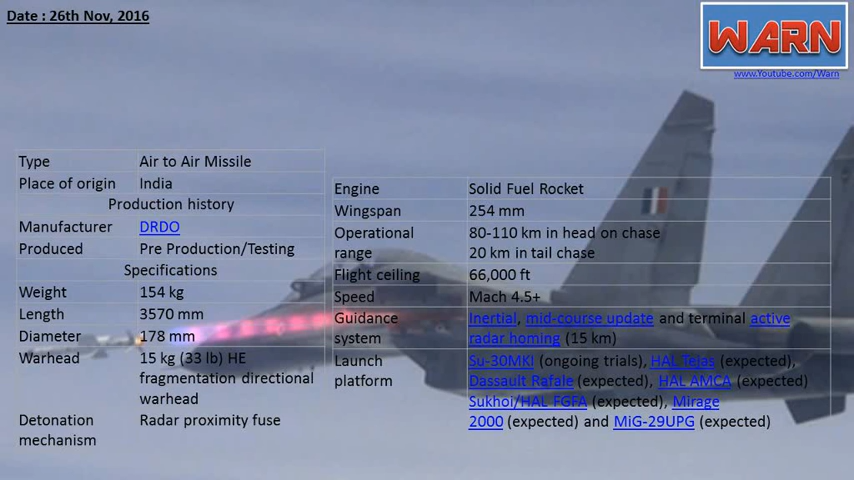 Date : 26th Nov, 2016
WARN
www.Youtube.com/Warn
Type Air to Air Missile
Place of origin India
Production history
Manufacturer DRDO
Produced Pre Production/Testing
Specifications
Weight 154 kg
Length 3570 mm
Diameter 178 mm
Warhead 15 kg (33 lb) HE
fragmentation directional
warhead
Detonation Radar proximity fuse
mechanism
Engine Solid Fuel Rocket
Wingspan 254 mm
Operational 80-110 km in head on chase
range 20 km in tail chase
Flight ceiling 66,000 ft
Speed Mach 4.5+
Guidance Inertial, mid-course update and terminal active
system radar homing (15 km)
Launch Su-30MKI (ongoing trials), HAL Tejas (expected),
platform Dassault Rafale (expected), HAL AMCA (expected)
Sukhoi/HAL FGFA (expected), Mirage
2000 (expected) and MiG-29UPG (expected)